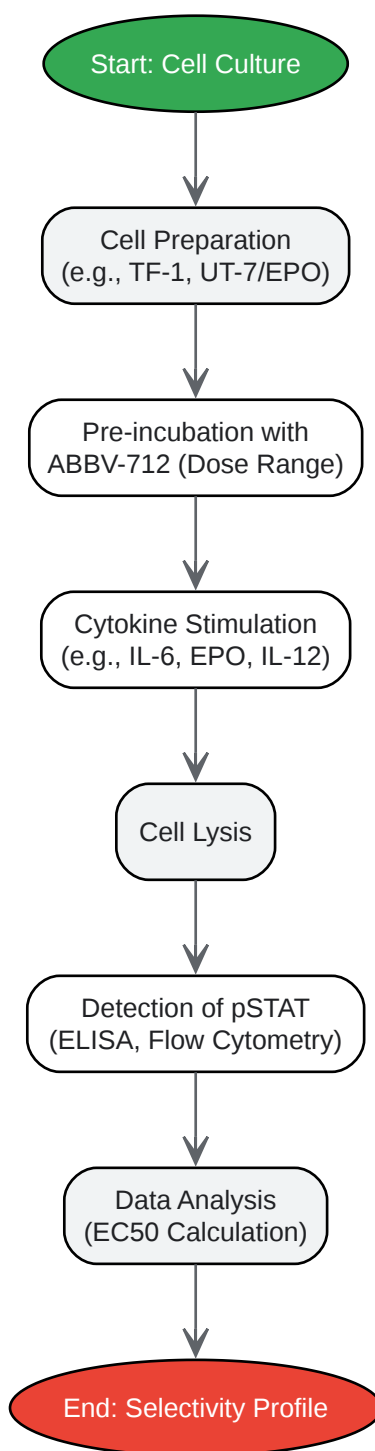 Start: Cell Culture
Cell Preparation
(e.g., TF-1, UT-7/EPO)
Pre-incubation with
ABBV-712 (Dose Range)
Cytokine Stimulation
(e.g., IL-6, EPO, IL-12)
Cell Lysis
Detection of pSTAT
(ELISA, Flow Cytometry)
Data Analysis
(EC50 Calculation)
End: Selectivity Profile